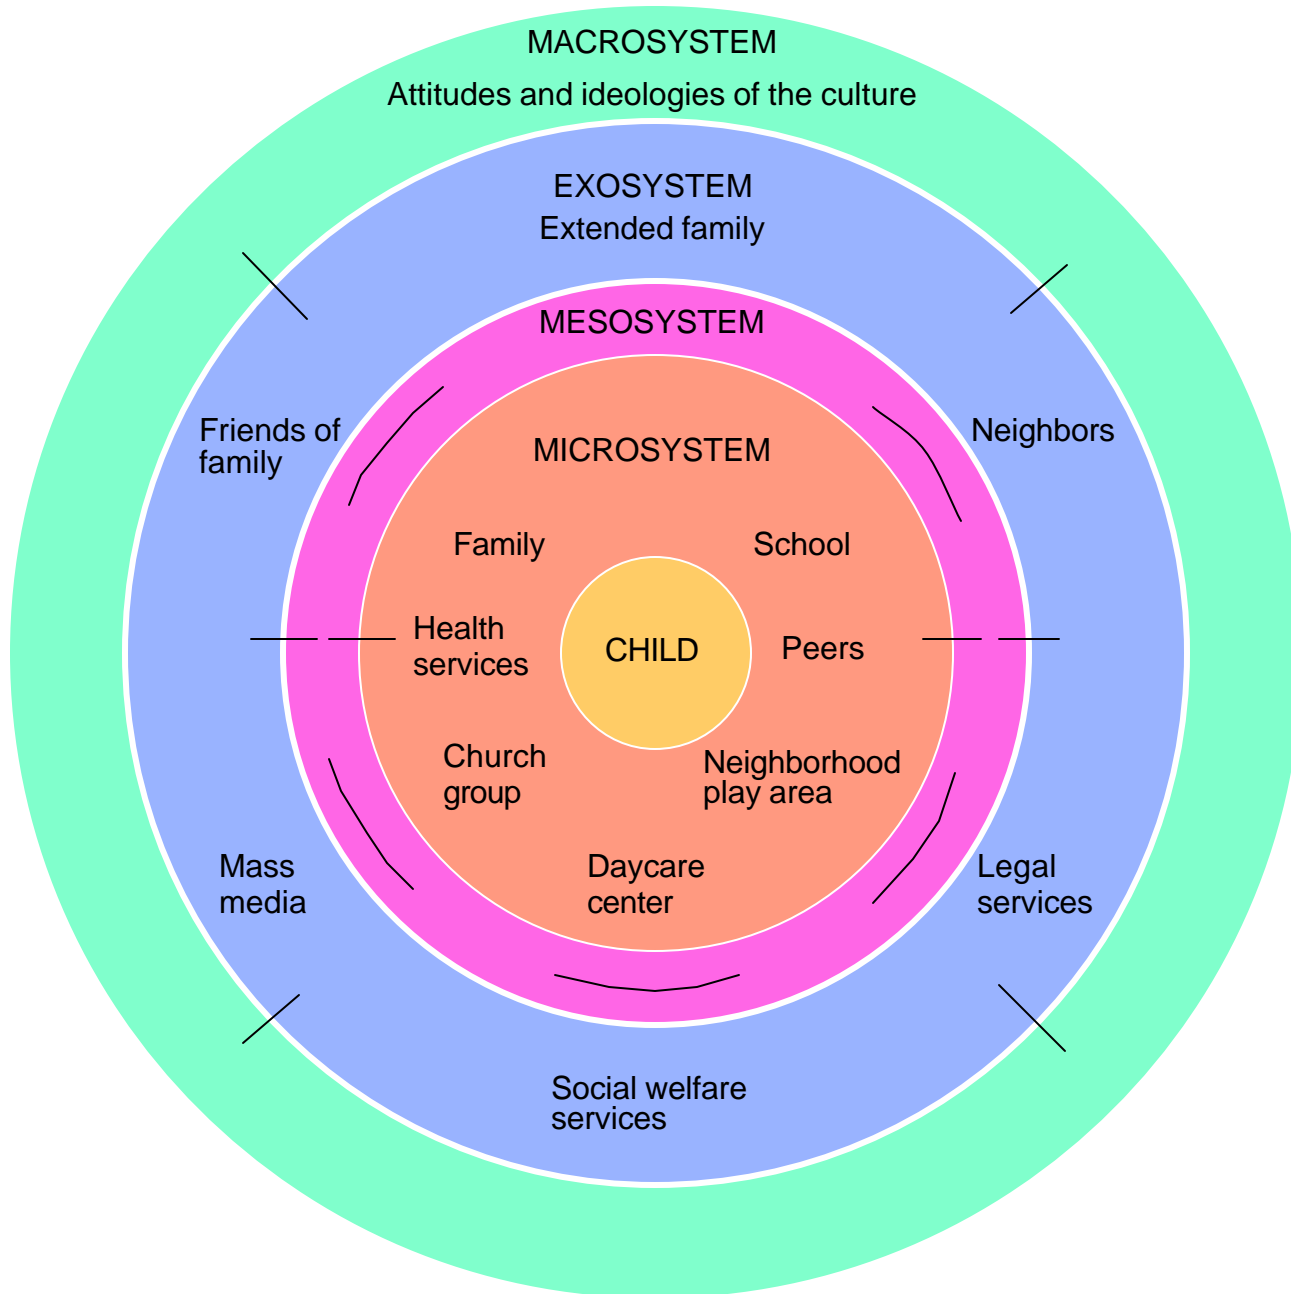 MACROSYSTEM
Attitudes and ideologies of the culture
EXOSYSTEM
Extended family
MESOSYSTEM
Friends of
family
Neighbors
MICROSYSTEM
Family
School
Health
services
CHILD
Peers
Church
group
Neighborhood
play area
Daycare
center
Mass
media
Legal
services
Social welfare
services